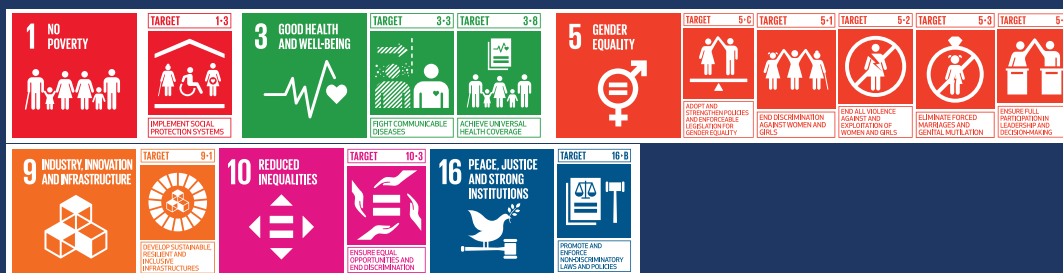 1 NO
POVERTY
TARGET 1·3
IMPLEMENT SOCIAL
PROTECTION SYSTEMS
3 GOOD HEALTH
AND WELL-BEING
TARGET 3·3
FIGHT COMMUNICABLE
DISEASES
TARGET 3·8
ACHIEVE UNIVERSAL
HEALTH COVERAGE
5 GENDER
EQUALITY
TARGET 5·C
ADOPT AND
STRENGTHEN POLICIES
AND ENFORCEABLE
LEGISLATION FOR
GENDER EQUALITY
TARGET 5·1
END DISCRIMINATION
AGAINST WOMEN AND
GIRLS
TARGET 5·2
END ALL VIOLENCE
AGAINST AND
EXPLOITATION OF
WOMEN AND GIRLS
TARGET 5·3
ELIMINATE FORCED
MARRIAGES AND
GENITAL MUTILATION
TARGET
ENSURE FULL
PARTICIPATION IN
LEADERSHIP AND
DECISION-MAKING
9 INDUSTRY, INNOVATION
AND INFRASTRUCTURE
TARGET 9·1
DEVELOP SUSTAINABLE,
RESILIENT AND
INCLUSIVE
INFRASTRUCTURES
10 REDUCED
INEQUALITIES
TARGET 10·3
ENSURE EQUAL
OPPORTUNITIES AND
END DISCRIMINATION
16 PEACE, JUSTICE
AND STRONG
INSTITUTIONS
TARGET 16·B
PROMOTE AND
ENFORCE
NON-DISCRIMINATORY
LAWS AND POLICIES